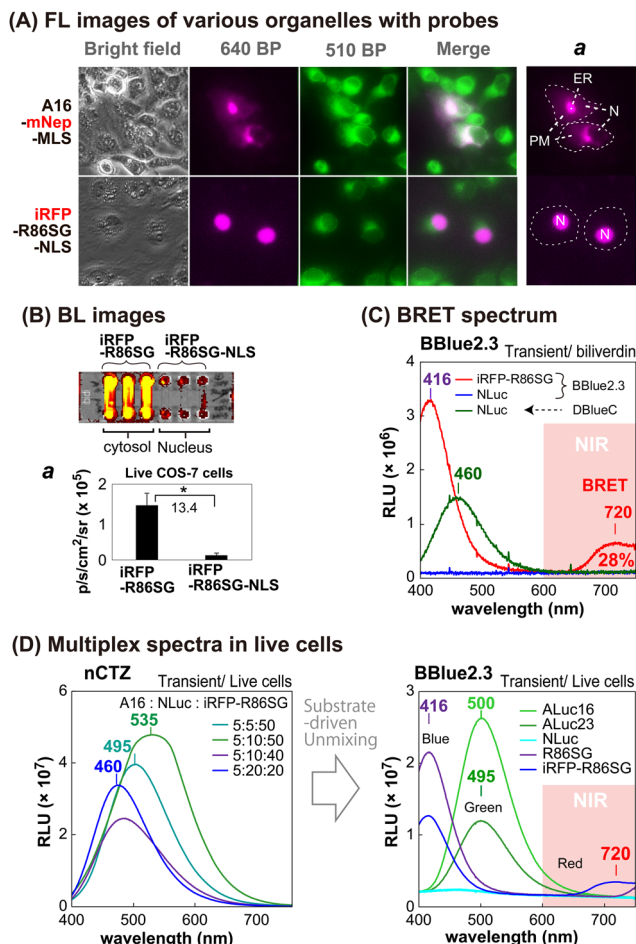 (A) FL images of various organelles with probes
Bright field 640 BP 510 BP Merge a
A16
-mNep
-MLS
ER
N
PM
iRFP
-R86SG
-NLS
N N
(B) BL images
iRFP
-R86SG
iRFP
-R86SG-NLS
cytosol Nucleus
a
Live COS-7 cells
p/s/cm²/sr (x 10⁵)
2
1
0
*
13.4
iRFP
-R86SG
iRFP
-R86SG-NLS
(C) BRET spectrum
BBlue2.3 Transient/ biliverdin
416
iRFP-R86SG
NLuc
BBlue2.3
NLuc DBlueC
460
NIR
BRET
720
28%
RLU (× 10⁶)
4
3
2
1
0
400 500 600 700
wavelength (nm)
(D) Multiplex spectra in live cells
nCTZ Transient/ Live cells
A16 : NLuc : iRFP-R86SG
535
495
460
5:5:50
5:10:50
5:10:40
5:20:20
RLU (× 10⁷)
6
4
2
0
400 500 600 700
wavelength (nm)
Substrate
-driven
Unmixing
BBlue2.3 Transient/ Live cells
416
Blue
500
495
Green
ALuc16
ALuc23
NLuc
R86SG
iRFP-R86SG
NIR
Red
720
RLU (× 10⁷)
3
2
1
0
400 500 600 700
wavelength (nm)